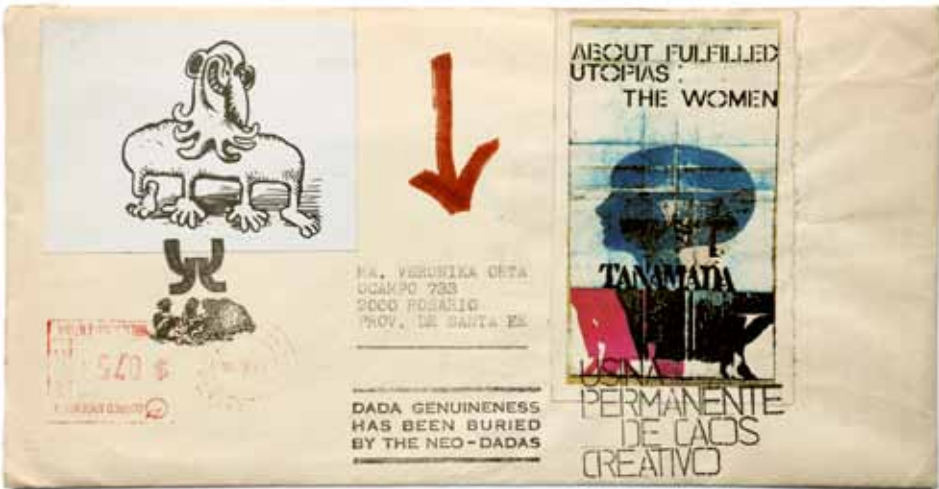 ABOUT FULFILLED
UTOPIAS:
THE WOMEN
TANAMADA
MA. VERONIKA ORTA
OCAMPO 733
2000 ROSARIO
PROV. DE SANTA FE
DADA GENUINENESS
HAS BEEN BURIED
BY THE NEO-DADAS
USINA
PERMANENTE
DE CAOS
CREATIVO